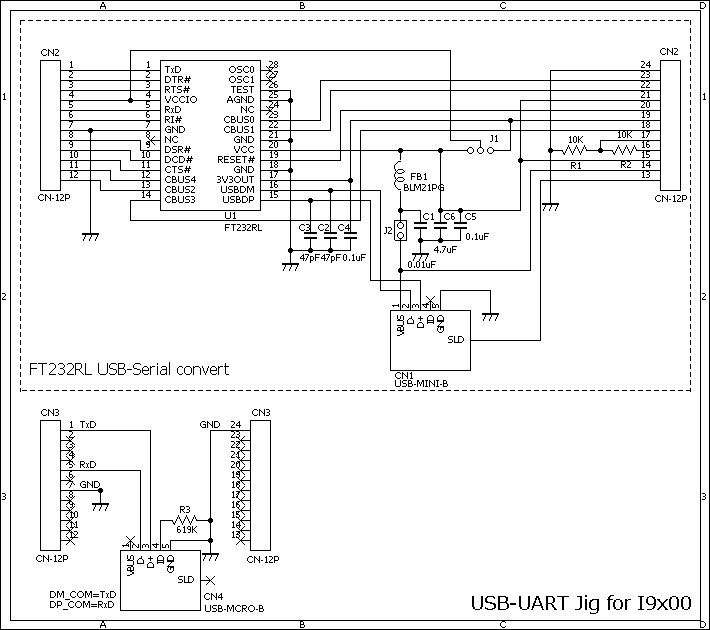 A B C
1 1
2 2
3 3
CN2
1 2 3 4 5 6 7 8 9 10 11 12
CN-12P
1 TxD
2 DTR#
3 RTS#
4 VCCIO
5 RxD
6 RI#
7 GND
8 NC
9 DSR#
10 DCD#
11 CTS#
12 CBUS4
13 CBUS2
14 CBUS3
OSC0 28
OSC1 27
TEST 26
AGND 25
NC 24
CBUS0 23
CBUS1 22
GND 21
VCC 20
RESET# 19
GND 18
3V3OUT 17
USBDM 16
USBDP 15
U1
FT232RL
J1
FB1
BLM21PG
J2
C3 C2 C4
47pF 47pF 0.1uF
C1 C6 C5
0.1uF
4.7uF
0.01uF
10K 10K
R1 R2
CN2
24 23 22 21 20 19 18 17 16 15 14 13
CN-12P
1 2 3 4 5
VBUS D- D+ ID GND
SLD
CN1
USB-MINI-B
FT232RL USB-Serial convert
CN3
1 TxD
2
3
4
5 RxD
6
7 GND
8
9
10
11
12
CN-12P
CN3
GND 24
23
22
21
20
19
18
17
16
15
14
13
CN-12P
R3
619K
1 2 3 4 5
VBUS D- D+ ID GND
SLD
CN4
USB-MCRO-B
DM_COM=TxD
DP_COM=RxD
USB-UART Jig for I9x00
A B C